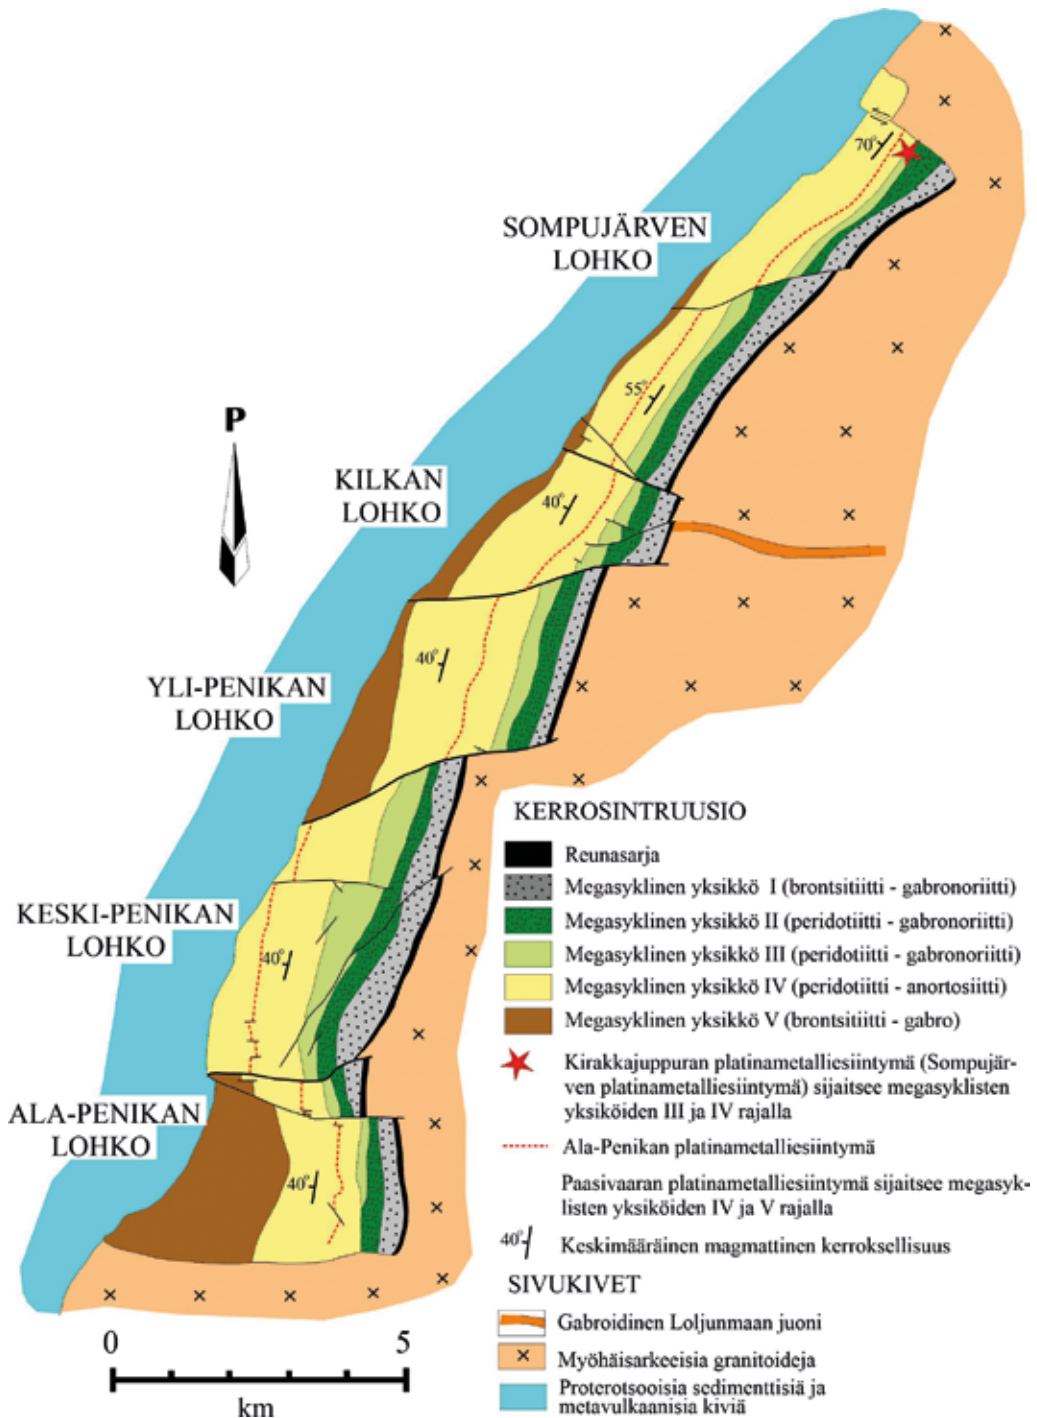 70°
SOMPUJÄRVEN
LOHKO
55°
P
KILKAN
LOHKO
40°
40°
YLI-PENIKAN
LOHKO
KESKI-PENIKAN
LOHKO
40°
ALA-PENIKAN
LOHKO
40°
0
5
km
KERROSINTRUUSIO
Reunasarja
Megasyklinen yksikkö I (brontsitiitti - gabronoriitti)
Megasyklinen yksikkö II (peridotiitti - gabronoriitti)
Megasyklinen yksikkö III (peridotiitti - gabronoriitti)
Megasyklinen yksikkö IV (peridotiitti - anortosiitti)
Megasyklinen yksikkö V (brontsitiitti - gabro)
Kirakkajuppuran platinametalliesiintymä (Sompujär-
ven platinametalliesiintymä) sijaitsee megasyklisten
yksiköiden III ja IV rajalla
Ala-Penikan platinametalliesiintymä
Paasivaaran platinametalliesiintymä sijaitsee megasyk-
listen yksiköiden IV ja V rajalla
40°
Keskimääräinen magmattinen kerroksellisuus
SIVUKIVET
Gabroidinen Loljunmaan juoni
Myöhäisarkeeisia granitoideja
Proterotsooisia sedimenttisiä ja
metavulkaanisia kiviä